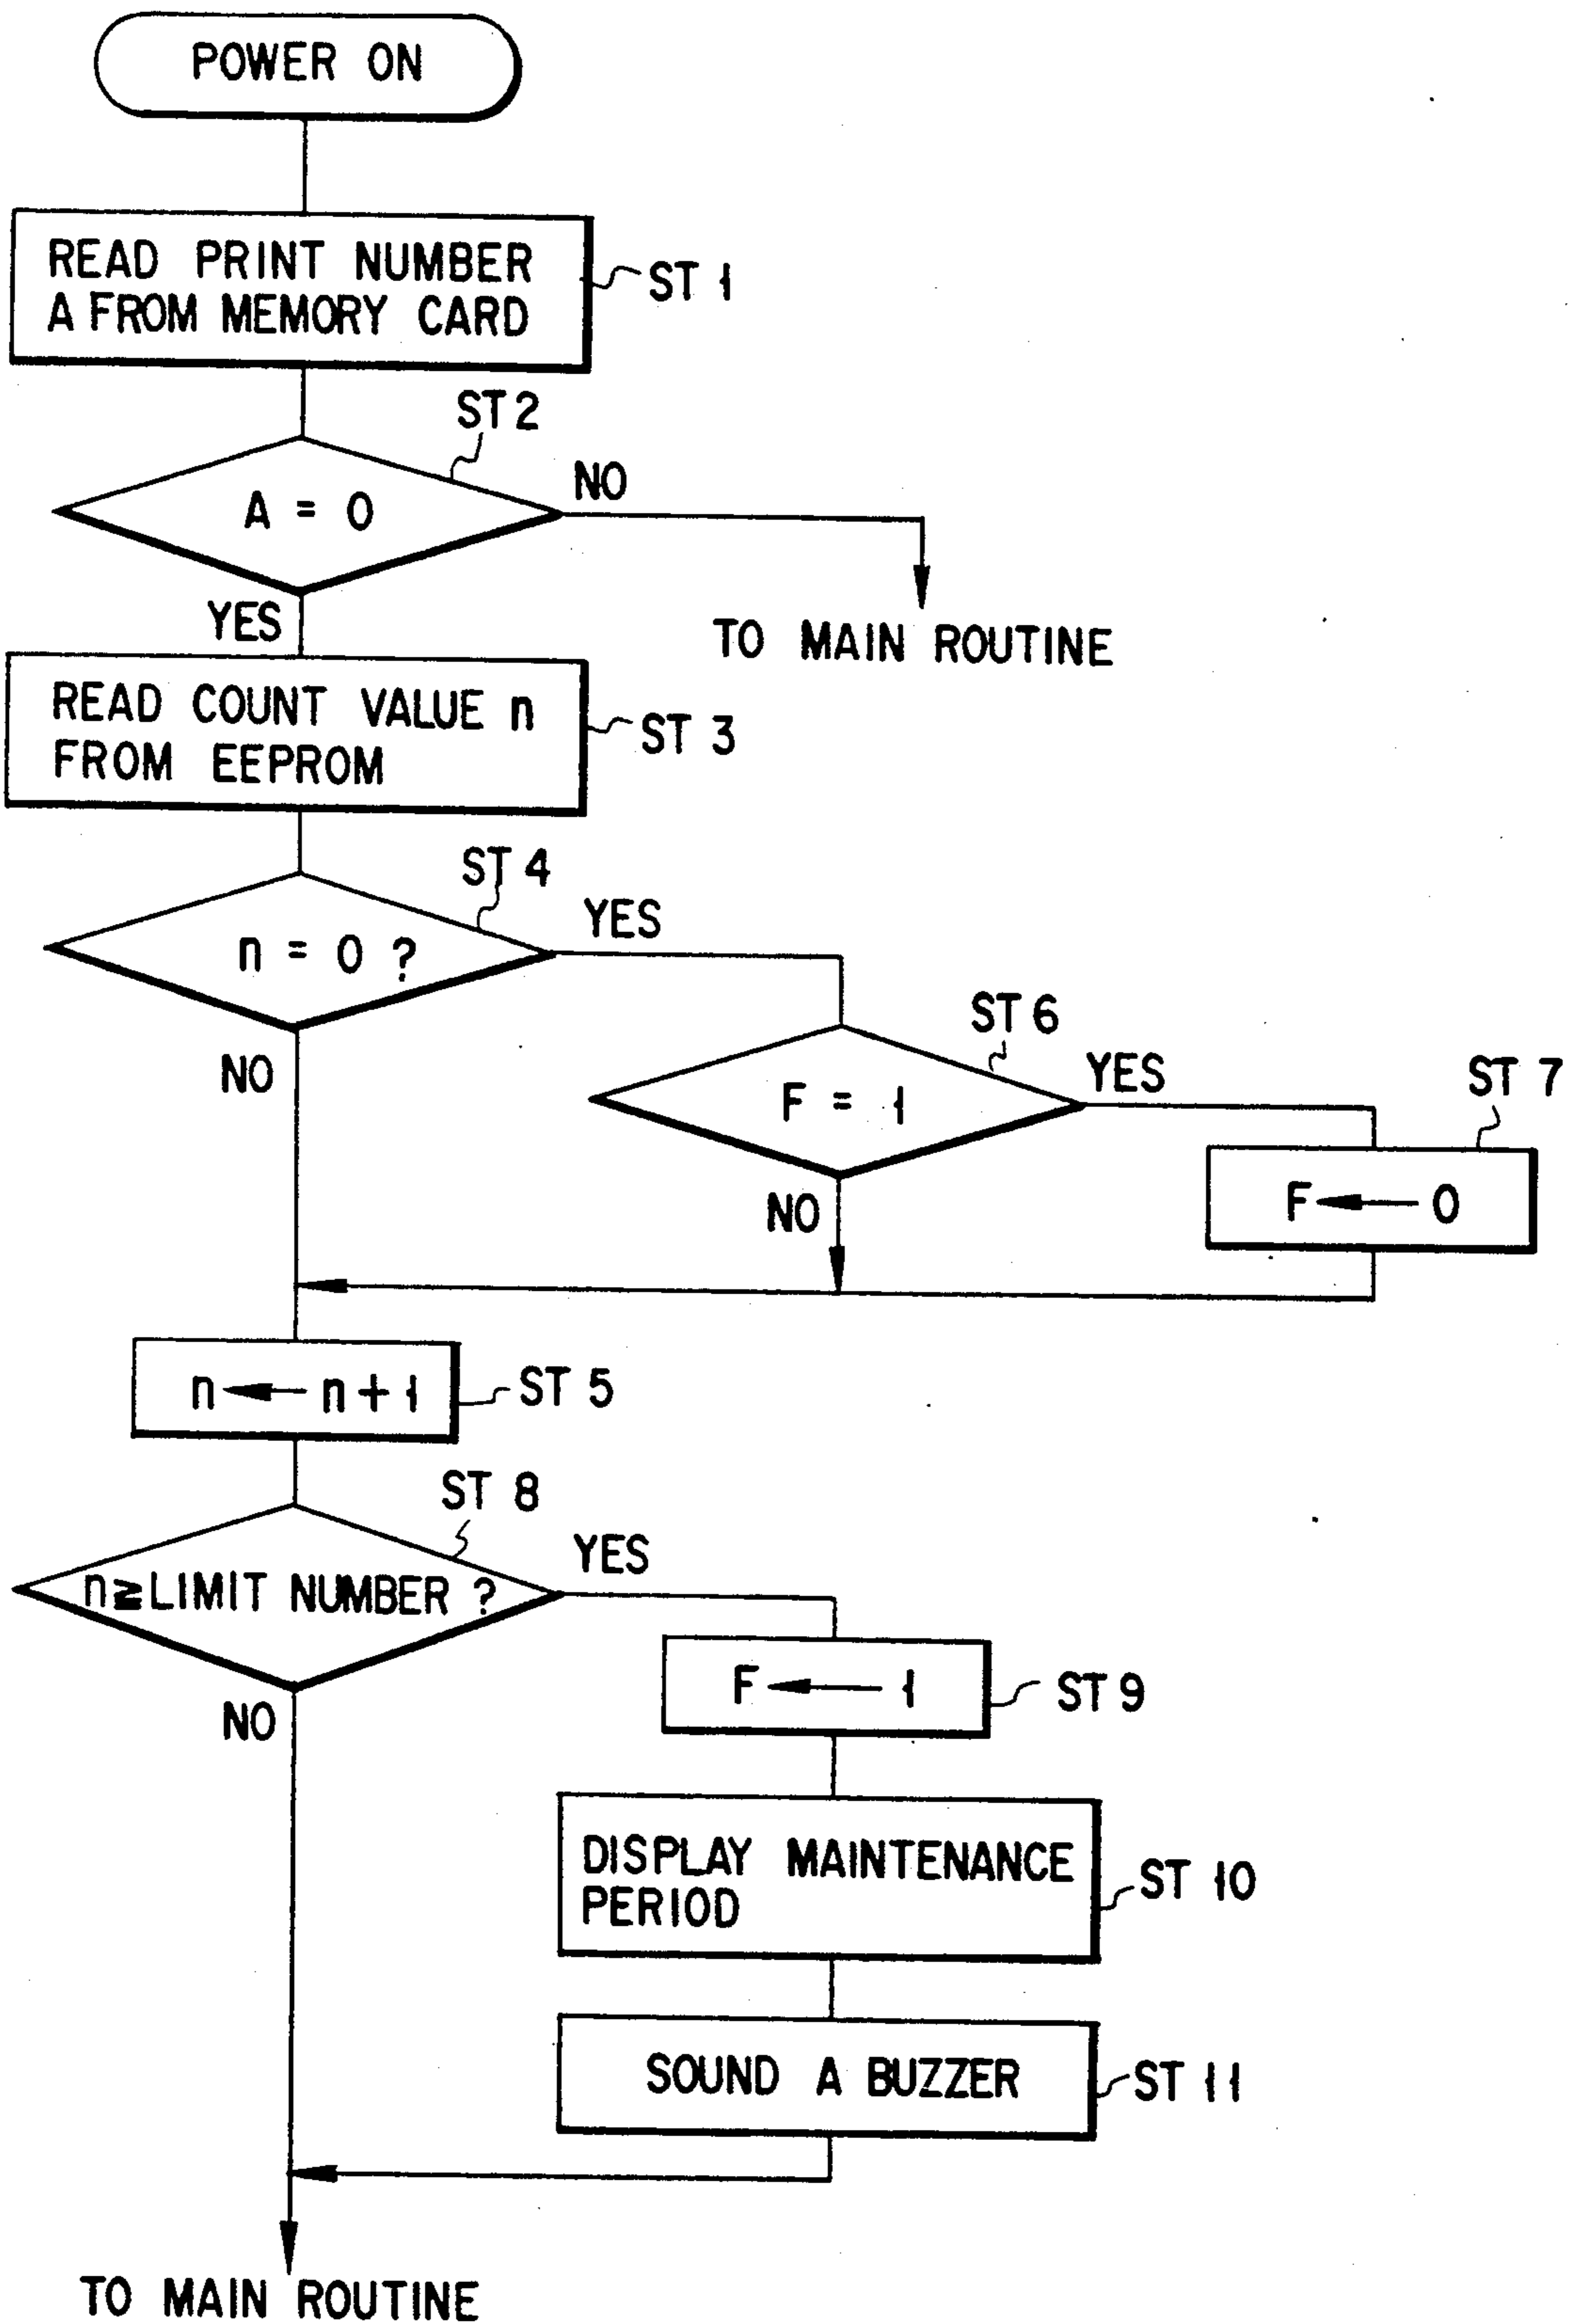 POWER ON
READ PRINT NUMBER
A FROM MEMORY CARD
ST 1
ST 2
A = 0
NO
YES
TO MAIN ROUTINE
READ COUNT VALUE n
FROM EEPROM
ST 3
ST 4
n = 0 ?
YES
NO
ST 6
F = 1
YES
NO
ST 7
F ← 0
n ← n + 1
ST 5
ST 8
n ≧ LIMIT NUMBER ?
YES
NO
F ← 1
ST 9
DISPLAY MAINTENANCE
PERIOD
ST 10
SOUND A BUZZER
ST 11
TO MAIN ROUTINE